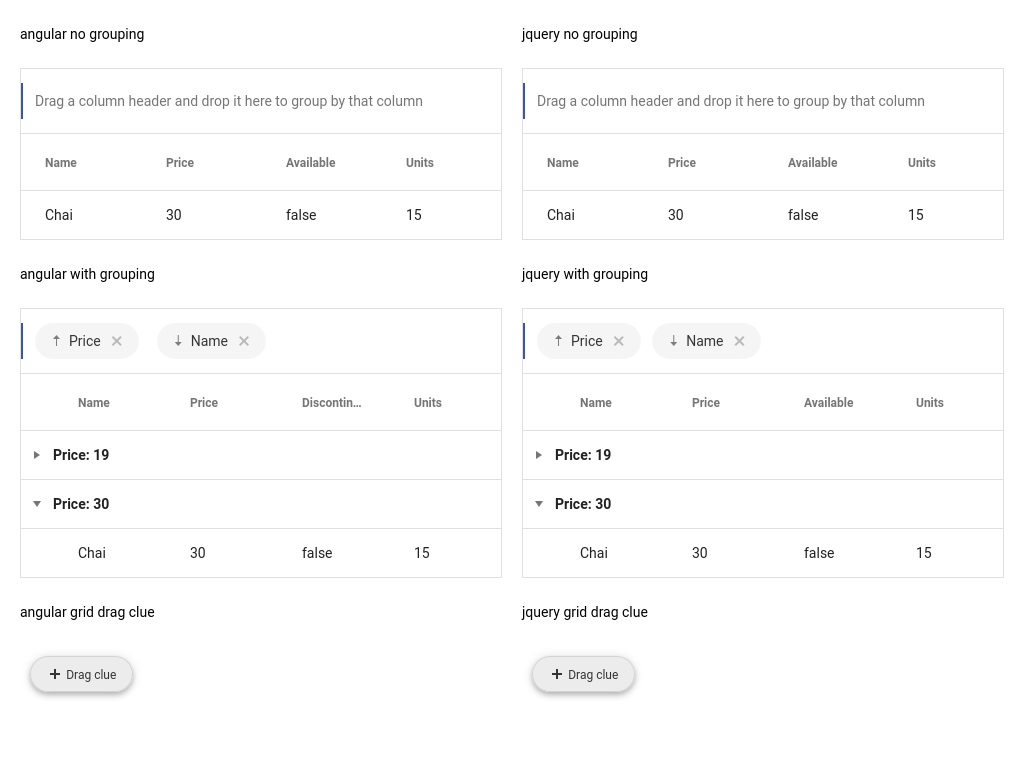 angular no grouping
Drag a column header and drop it here to group by that column
Name Price Available Units
Chai 30 false 15
angular with grouping
Price Name
Name Price Discontin... Units
Price: 19
Price: 30
Chai 30 false 15
angular grid drag clue
Drag clue
jquery no grouping
Drag a column header and drop it here to group by that column
Name Price Available Units
Chai 30 false 15
jquery with grouping
Price Name
Name Price Available Units
Price: 19
Price: 30
Chai 30 false 15
jquery grid drag clue
Drag clue